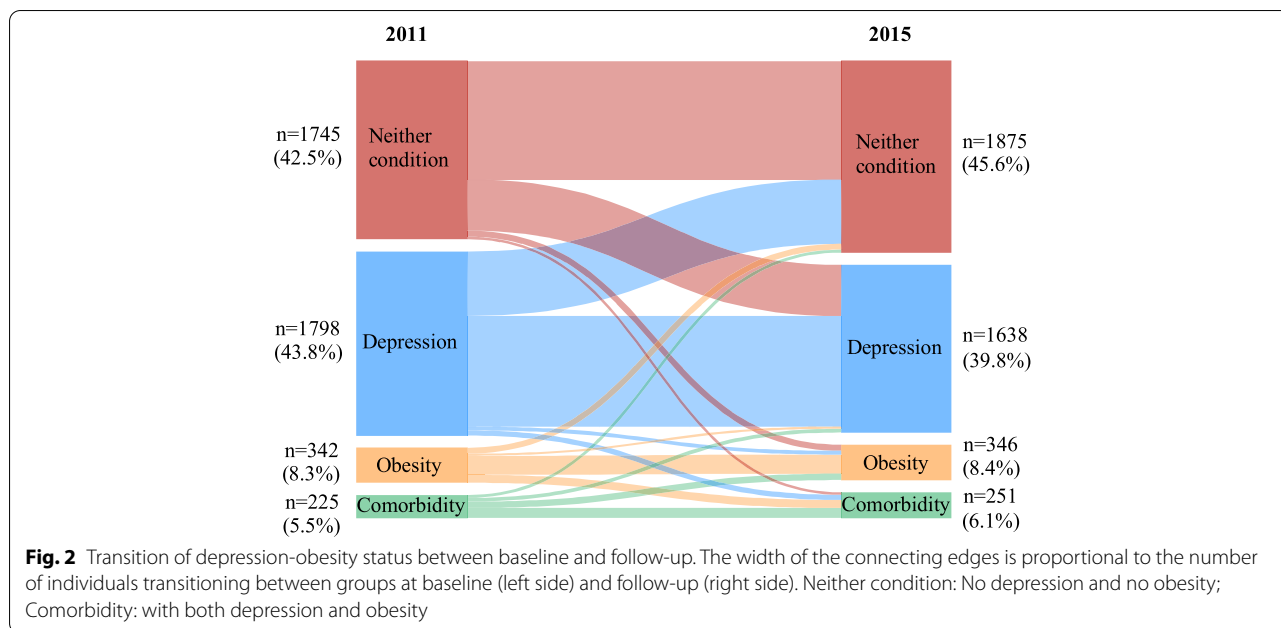 2011
2015
n=1745
(42.5%)
Neither
condition
Neither
condition
n=1875
(45.6%)
n=1798
(43.8%)
Depression
Depression
n=1638
(39.8%)
n=342
(8.3%)
Obesity
Obesity
n=346
(8.4%)
n=225
(5.5%)
Comorbidity
Comorbidity
n=251
(6.1%)
Fig. 2 Transition of depression-obesity status between baseline and follow-up. The width of the connecting edges is proportional to the number
of individuals transitioning between groups at baseline (left side) and follow-up (right side). Neither condition: No depression and no obesity;
Comorbidity: with both depression and obesity